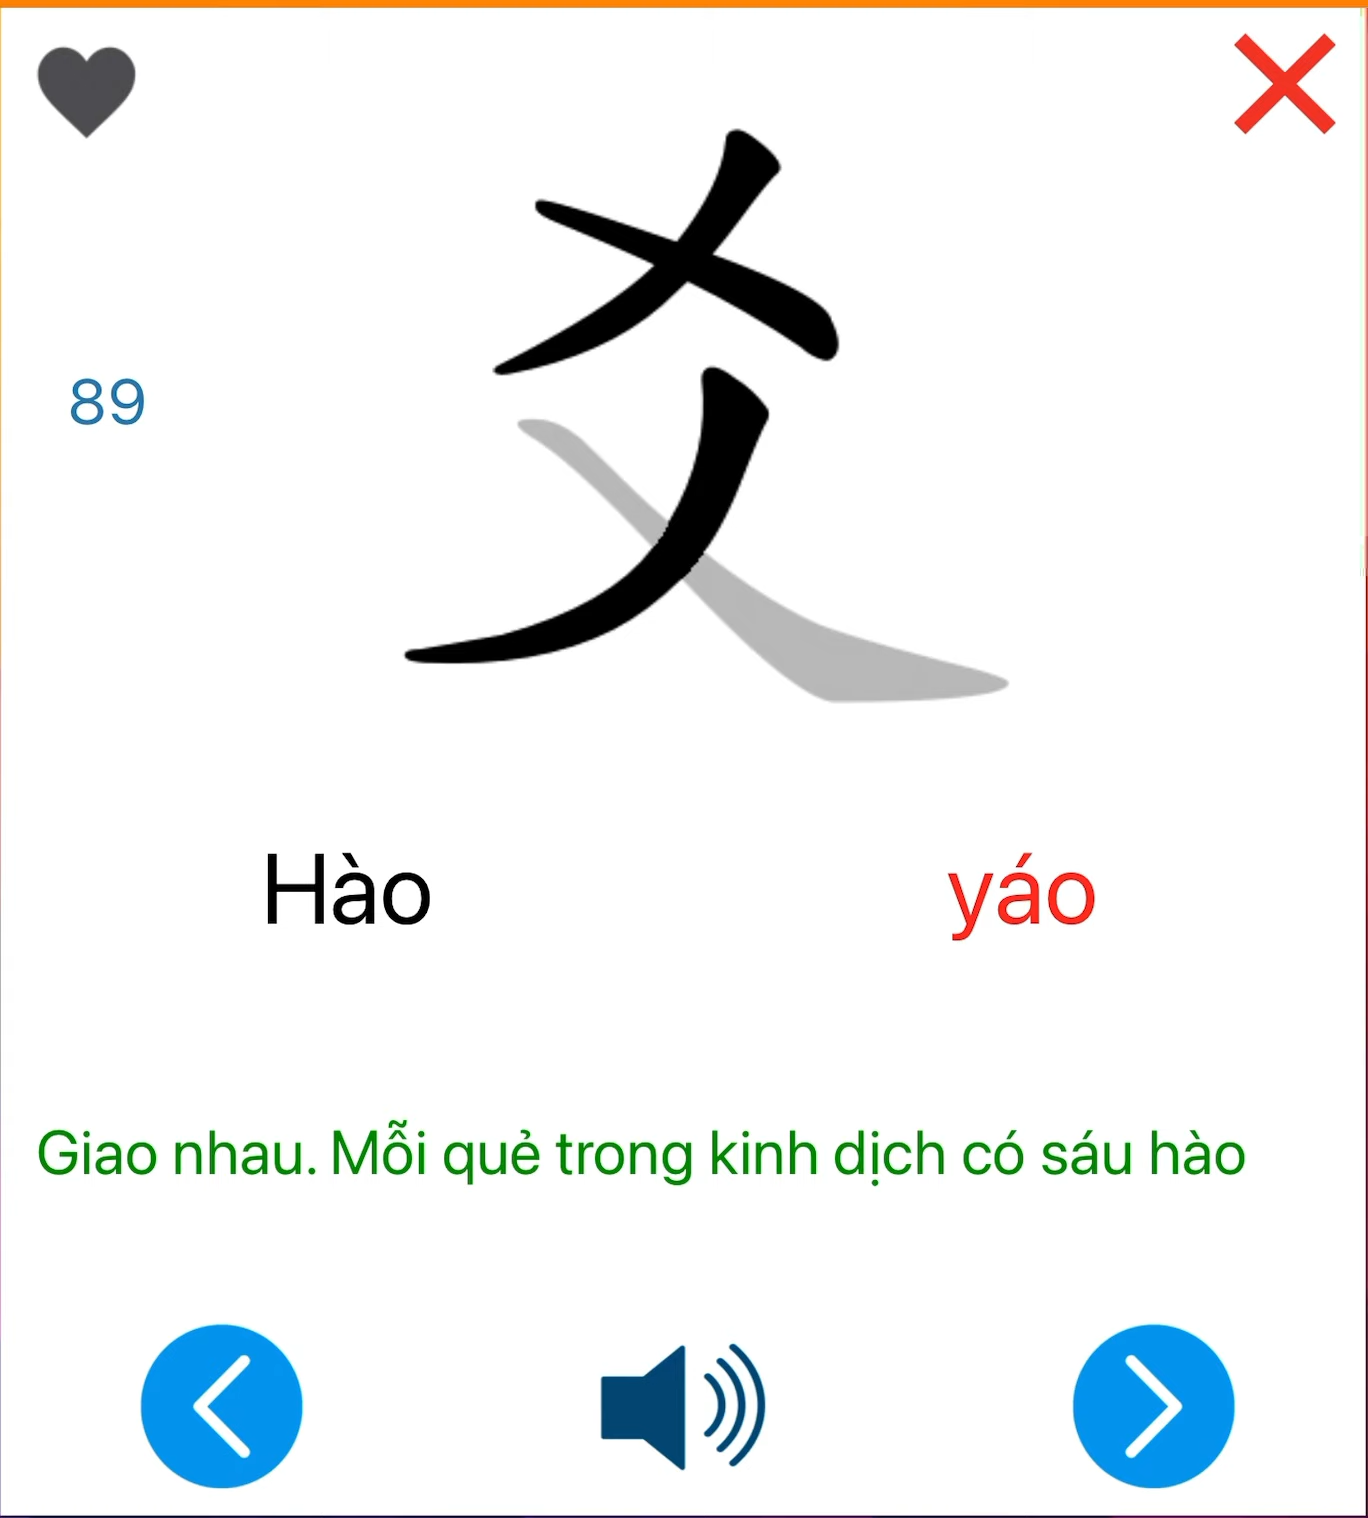 爻
89
Hào
yáo
Giao nhau. Mỗi quẻ trong kinh dịch có sáu hào